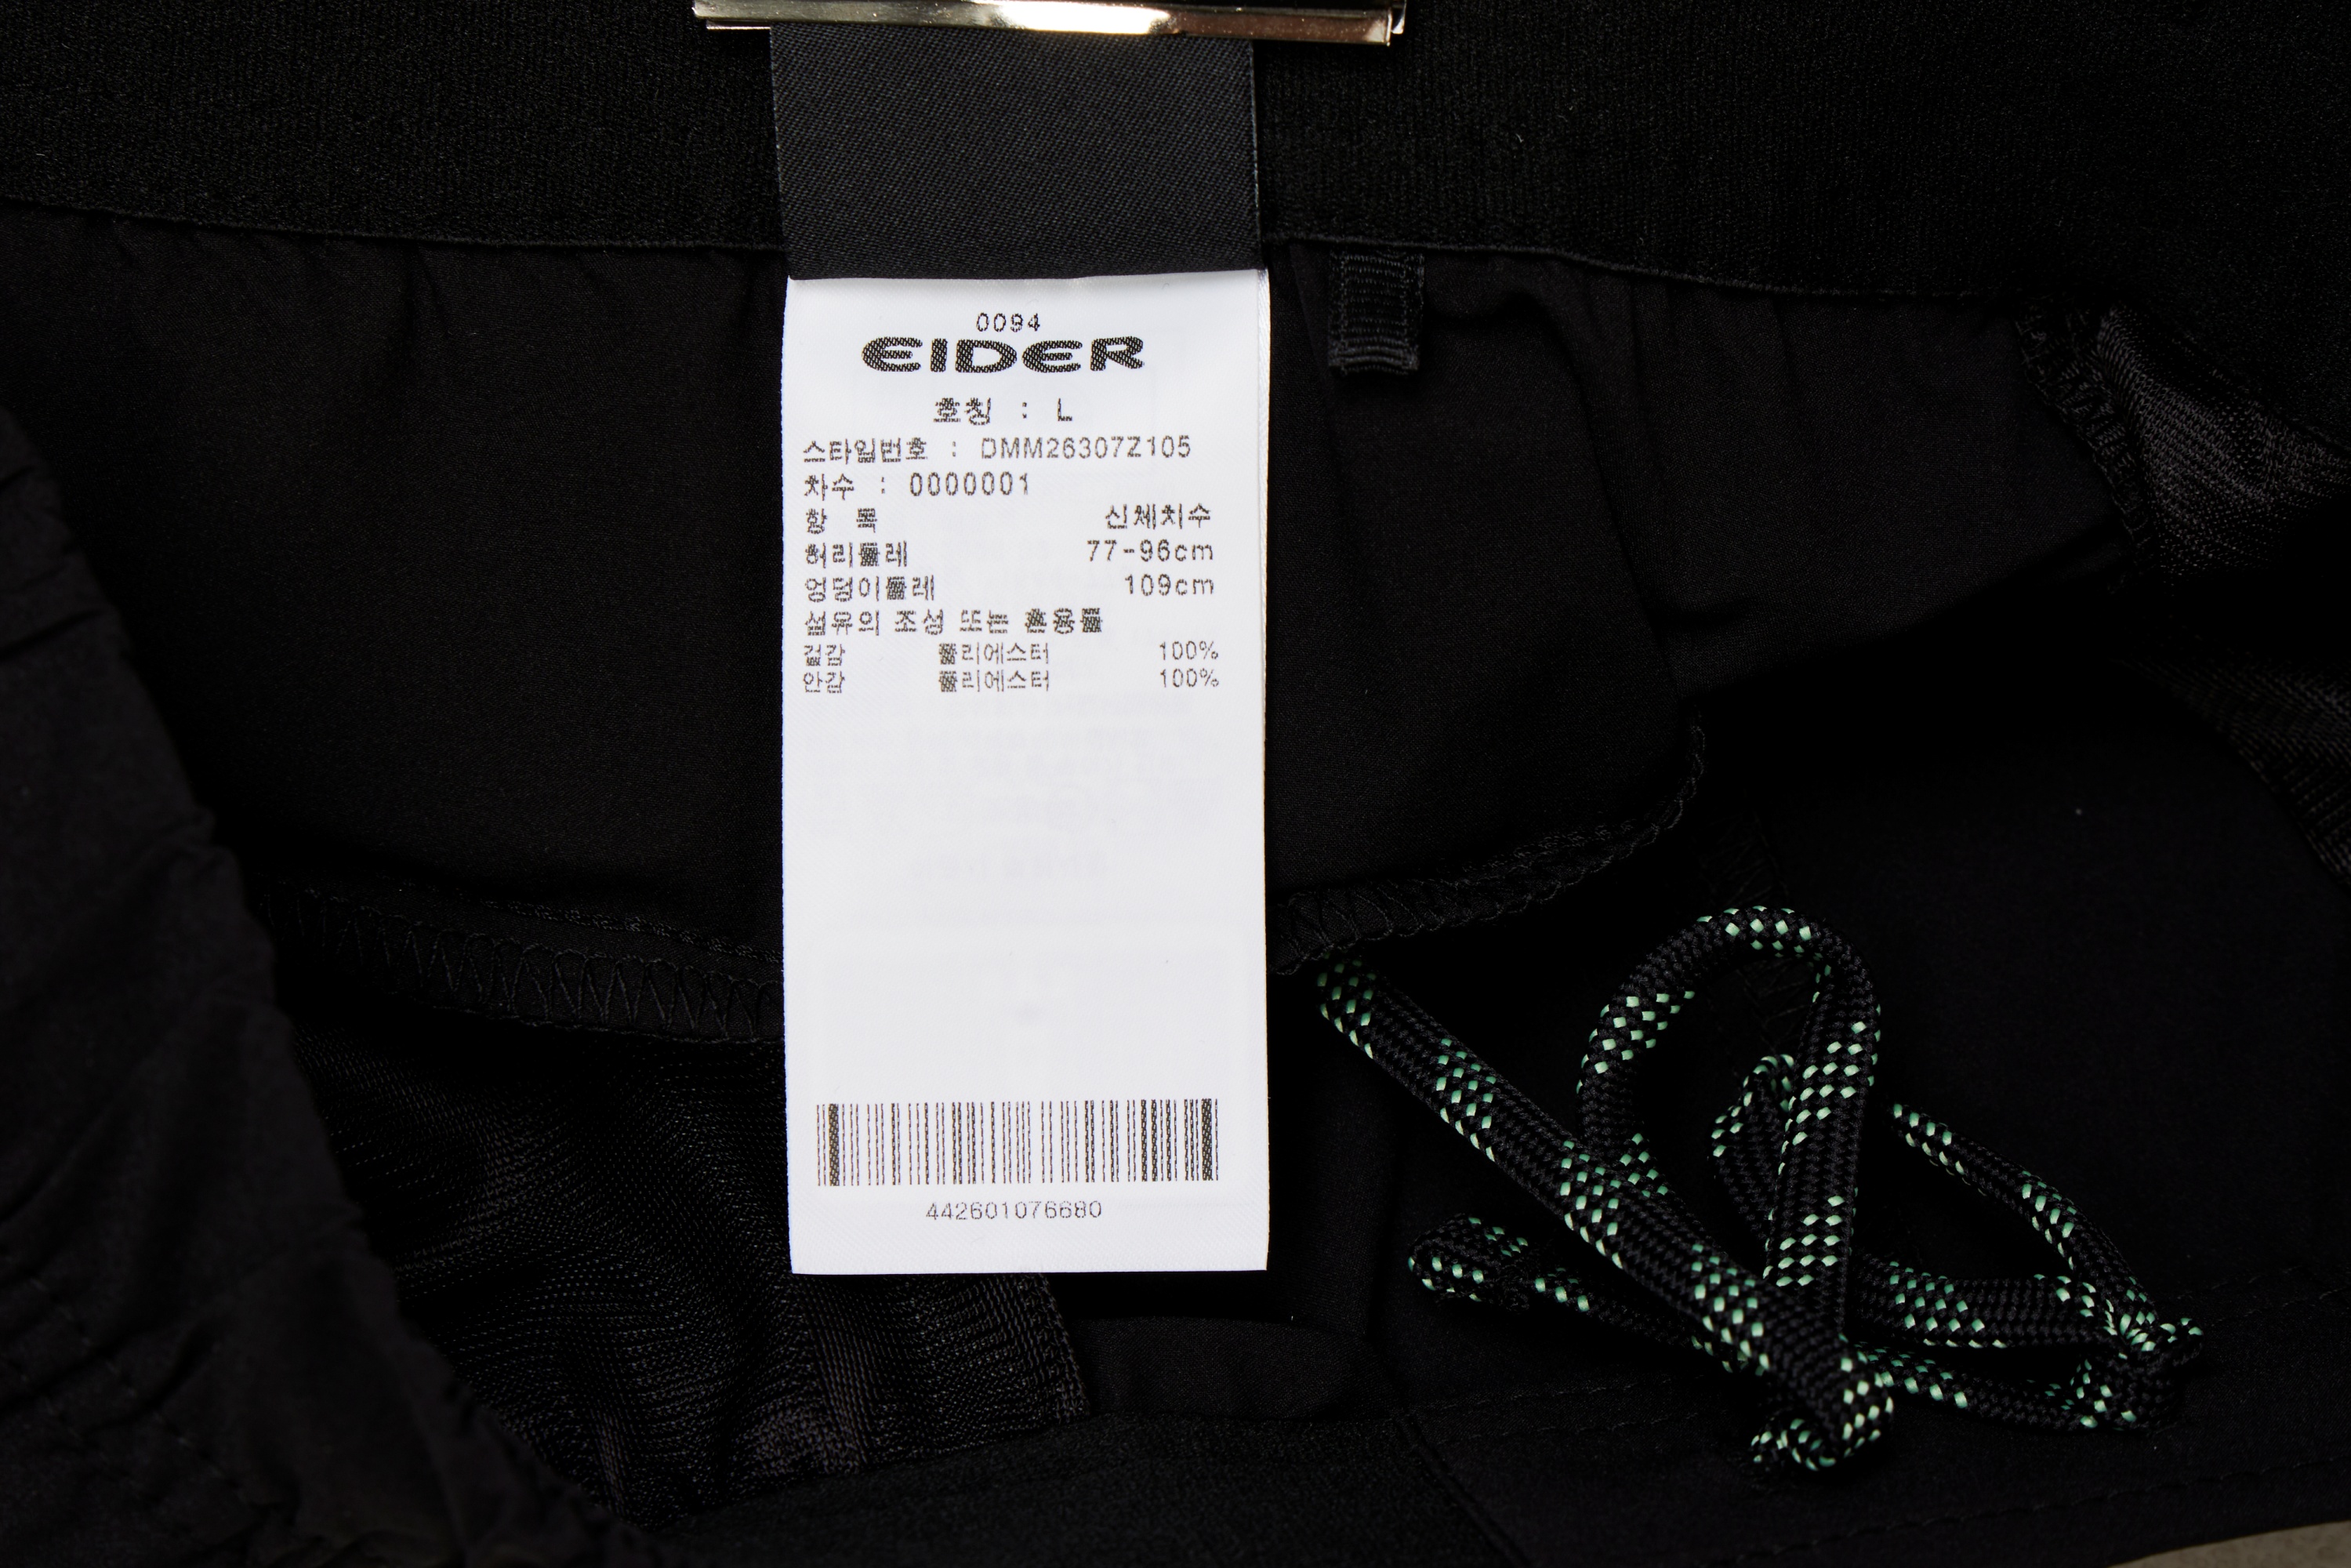 0094
EIDER
호칭 : L
스타일번호 : DMM26307Z105
차수 : 0000001
항 목 신체치수
허리둘레 77-96cm
엉덩이둘레 109cm
섬유의 조성 또는 혼용률
겉감 폴리에스터 100%
안감 폴리에스터 100%
442601076680